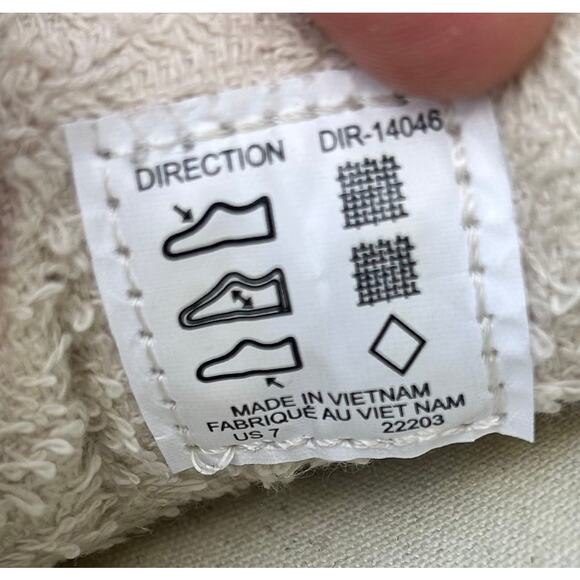 DIRECTION DIR-14046
MADE IN VIETNAM
FABRIQUÉ AU VIET NAM
US 7 22203